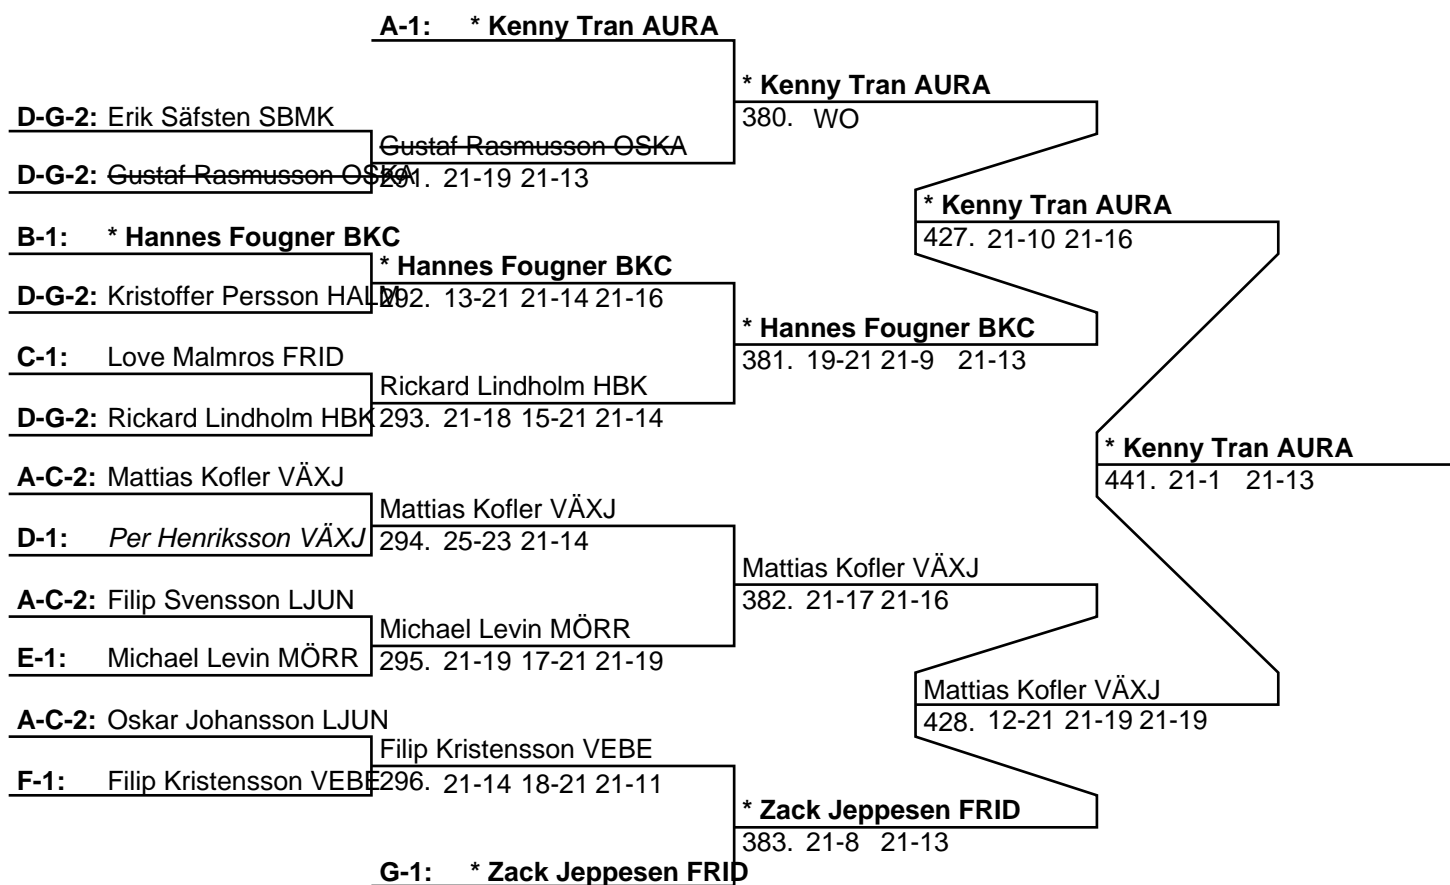 A-1: * Kenny Tran AURA
* Kenny Tran AURA
380. WO
D-G-2: Erik Säfsten SBMK
Gustaf Rasmusson OSKA
D-G-2: Gustaf Rasmusson OSKA
291. 21-19 21-13
* Kenny Tran AURA
427. 21-10 21-16
B-1: * Hannes Fougner BKC
* Hannes Fougner BKC
D-G-2: Kristoffer Persson HALM
292. 13-21 21-14 21-16
* Hannes Fougner BKC
381. 19-21 21-9 21-13
C-1: Love Malmros FRID
Rickard Lindholm HBK
D-G-2: Rickard Lindholm HBK
293. 21-18 15-21 21-14
* Kenny Tran AURA
441. 21-1 21-13
A-C-2: Mattias Kofler VÄXJ
Mattias Kofler VÄXJ
D-1: Per Henriksson VÄXJ
294. 25-23 21-14
Mattias Kofler VÄXJ
382. 21-17 21-16
A-C-2: Filip Svensson LJUN
Michael Levin MÖRR
E-1: Michael Levin MÖRR
295. 21-19 17-21 21-19
Mattias Kofler VÄXJ
428. 12-21 21-19 21-19
A-C-2: Oskar Johansson LJUN
Filip Kristensson VEBE
F-1: Filip Kristensson VEBE
296. 21-14 18-21 21-11
* Zack Jeppesen FRID
383. 21-8 21-13
G-1: * Zack Jeppesen FRID